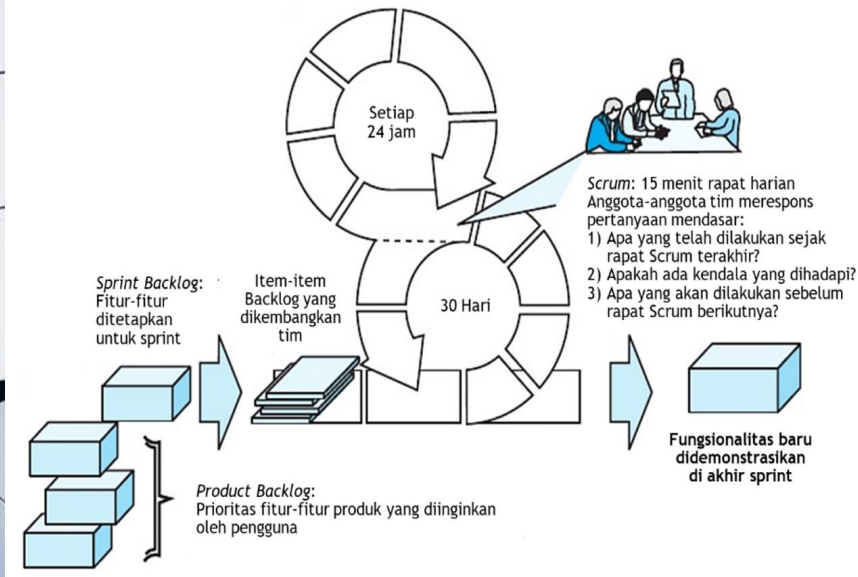 Setiap
24 jam
Scrum: 15 menit rapat harian
Anggota-anggota tim merespons
pertanyaan mendasar:
1) Apa yang telah dilakukan sejak
rapat Scrum terakhir?
2) Apakah ada kendala yang dihadapi?
3) Apa yang akan dilakukan sebelum
rapat Scrum berikutnya?
Sprint Backlog:
Fitur-fitur
ditetapkan
untuk sprint
Item-item
Backlog yang
dikembangkan
tim
30 Hari
Fungsionalitas baru
didemonstrasikan
di akhir sprint
Product Backlog:
Prioritas fitur-fitur produk yang diinginkan
oleh pengguna